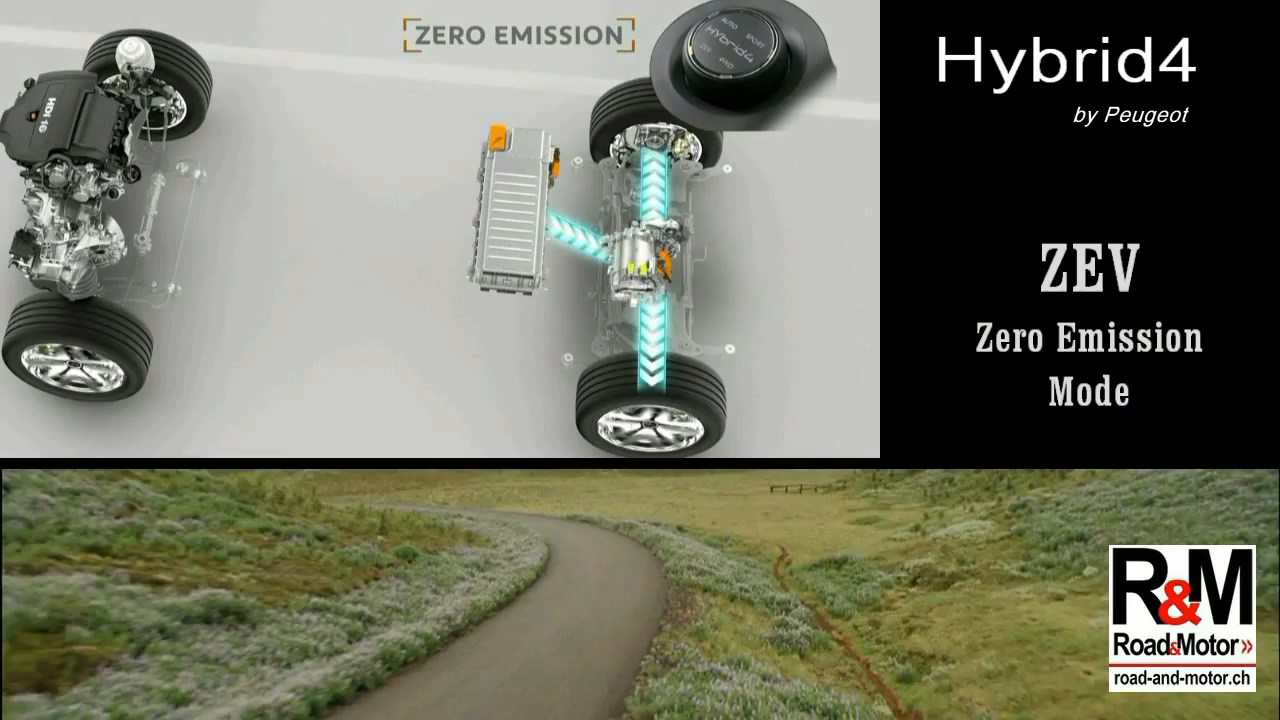 [ZERO EMISSION]
AUTO
SPORT
HYbrid4
ZEV
4WD
HDi 16
Hybrid4
by Peugeot
ZEV
Zero Emission
Mode
R&M
Road&Motor»
road-and-motor.ch